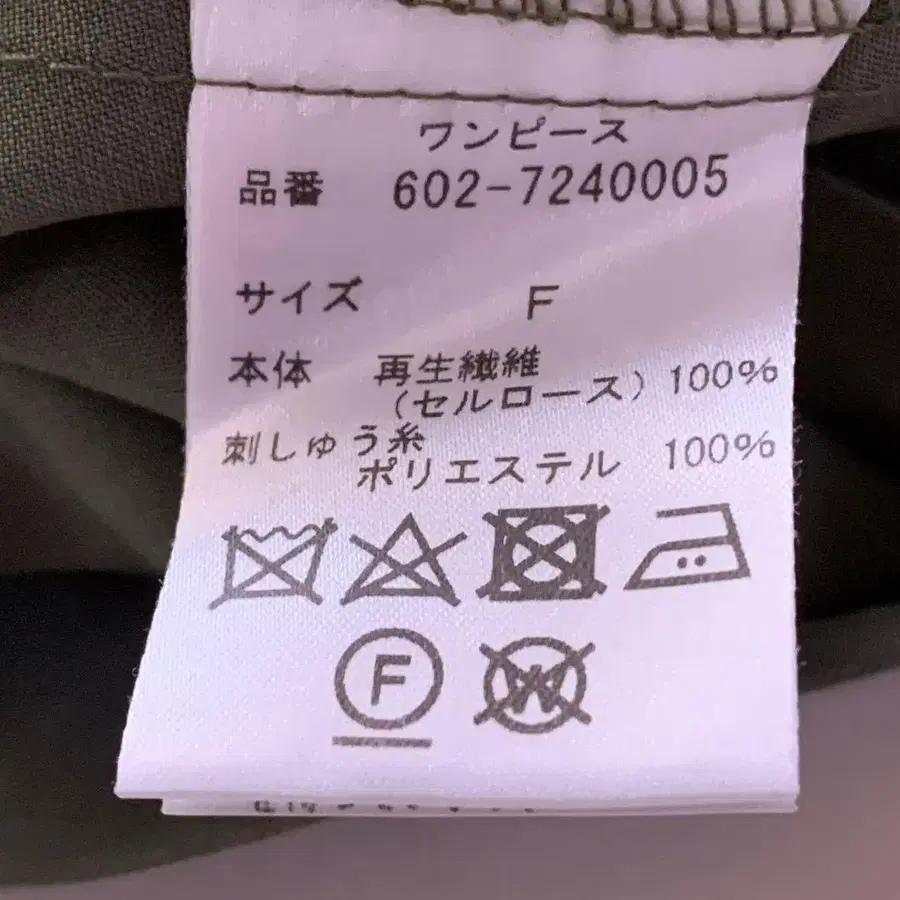 ワンピース
品番 602-7240005
サイズ F
本体 再生繊維
(セルロース) 100%
刺しゅう糸
ポリエステル 100%
F
W